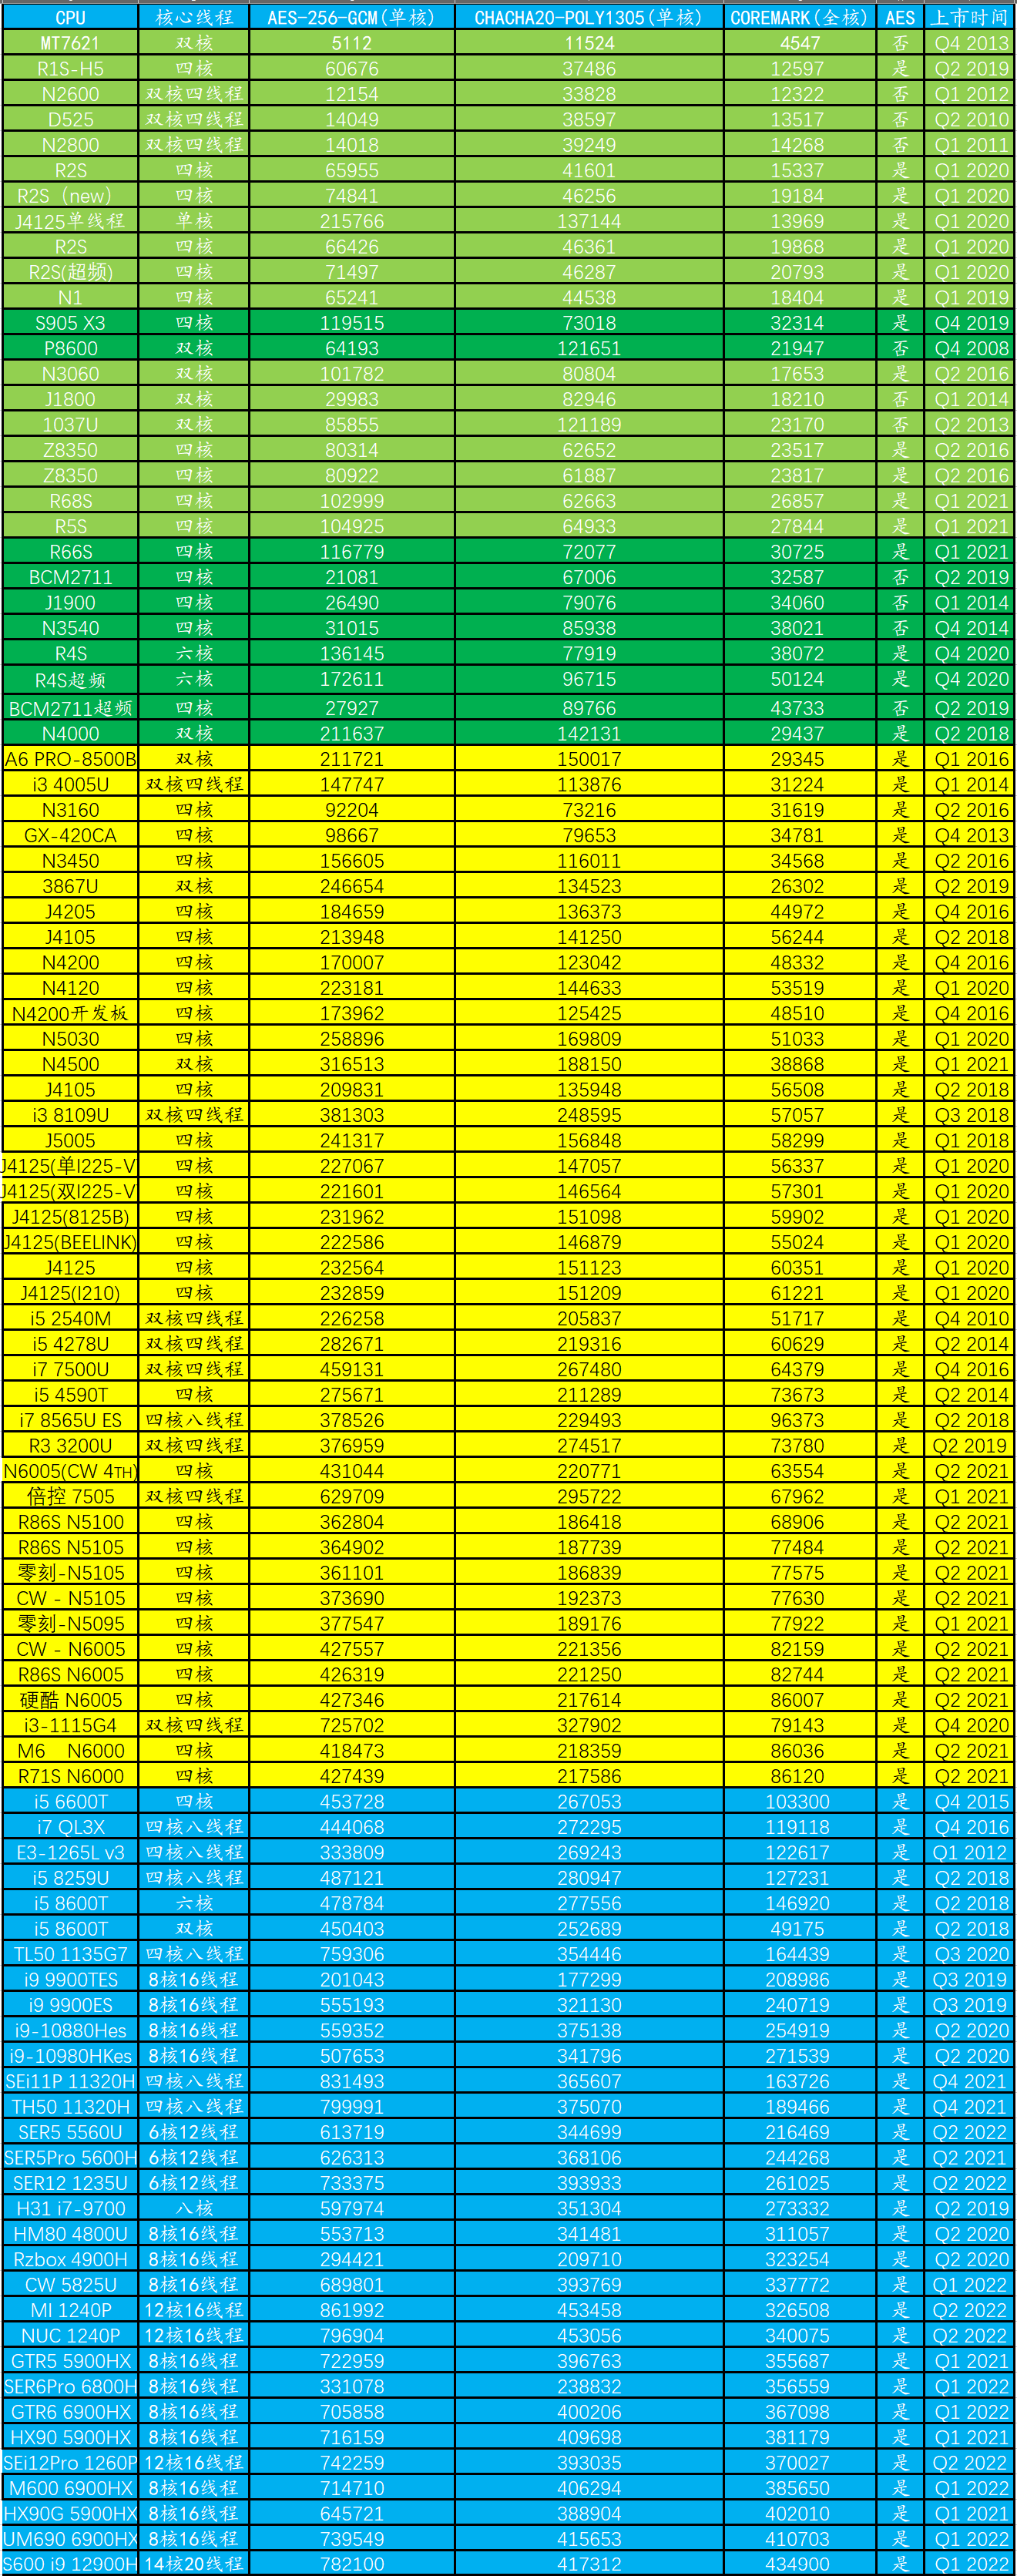 CPU 核心线程 AES-256-GCM(单核) CHACHA20-POLY1305(单核) COREMARK(全核) AES 上市时间
MT7621 双核 5112 11524 4547 否 Q4 2013
R1S-H5 四核 60676 37486 12597 是 Q2 2019
N2600 双核四线程 12154 33828 12322 否 Q1 2012
D525 双核四线程 14049 38597 13517 否 Q2 2010
N2800 双核四线程 14018 39249 14268 否 Q1 2011
R2S 四核 65955 41601 15337 是 Q1 2020
R2S（new） 四核 74841 46256 19184 是 Q1 2020
J4125单线程 单核 215766 137144 13969 是 Q1 2020
R2S 四核 66426 46361 19868 是 Q1 2020
R2S(超频) 四核 71497 46287 20793 是 Q1 2020
N1 四核 65241 44538 18404 是 Q1 2019
S905 X3 四核 119515 73018 32314 是 Q4 2019
P8600 双核 64193 121651 21947 否 Q4 2008
N3060 双核 101782 80804 17653 是 Q2 2016
J1800 双核 29983 82946 18210 否 Q1 2014
1037U 双核 85855 121189 23170 否 Q2 2013
Z8350 四核 80314 62652 23517 是 Q2 2016
Z8350 四核 80922 61887 23817 是 Q2 2016
R68S 四核 102999 62663 26857 是 Q1 2021
R5S 四核 104925 64933 27844 是 Q1 2021
R66S 四核 116779 72077 30725 是 Q1 2021
BCM2711 四核 21081 67006 32587 否 Q2 2019
J1900 四核 26490 79076 34060 否 Q1 2014
N3540 四核 31015 85938 38021 否 Q4 2014
R4S 六核 136145 77919 38072 是 Q4 2020
R4S超频 六核 172611 96715 50124 是 Q4 2020
BCM2711超频 四核 27927 89766 43733 否 Q2 2019
N4000 双核 211637 142131 29437 是 Q2 2018
A6 PRO-8500B 双核 211721 150017 29345 是 Q1 2016
i3 4005U 双核四线程 147747 113876 31224 是 Q1 2014
N3160 四核 92204 73216 31619 是 Q2 2016
GX-420CA 四核 98667 79653 34781 是 Q4 2013
N3450 四核 156605 116011 34568 是 Q2 2016
3867U 双核 246654 134523 26302 是 Q2 2019
J4205 四核 184659 136373 44972 是 Q4 2016
J4105 四核 213948 141250 56244 是 Q2 2018
N4200 四核 170007 123042 48332 是 Q4 2016
N4120 四核 223181 144633 53519 是 Q1 2020
N4200开发板 四核 173962 125425 48510 是 Q4 2016
N5030 四核 258896 169809 51033 是 Q1 2020
N4500 双核 316513 188150 38868 是 Q1 2021
J4105 四核 209831 135948 56508 是 Q2 2018
i3 8109U 双核四线程 381303 248595 57057 是 Q3 2018
J5005 四核 241317 156848 58299 是 Q1 2018
J4125(单I225-V 四核 227067 147057 56337 是 Q1 2020
J4125(双I225-V 四核 221601 146564 57301 是 Q1 2020
J4125(8125B) 四核 231962 151098 59902 是 Q1 2020
J4125(BEELINK) 四核 222586 146879 55024 是 Q1 2020
J4125 四核 232564 151123 60351 是 Q1 2020
J4125(I210) 四核 232859 151209 61221 是 Q1 2020
i5 2540M 双核四线程 226258 205837 51717 是 Q4 2010
i5 4278U 双核四线程 282671 219316 60629 是 Q2 2014
i7 7500U 双核四线程 459131 267480 64379 是 Q4 2016
i5 4590T 四核 275671 211289 73673 是 Q2 2014
i7 8565U ES 四核八线程 378526 229493 96373 是 Q2 2018
R3 3200U 双核四线程 376959 274517 73780 是 Q2 2019
N6005(CW 4TH) 四核 431044 220771 63554 是 Q2 2021
倍控 7505 双核四线程 629709 295722 67962 是 Q1 2021
R86S N5100 四核 362804 186418 68906 是 Q2 2021
R86S N5105 四核 364902 187739 77484 是 Q2 2021
零刻-N5105 四核 361101 186839 77575 是 Q2 2021
CW - N5105 四核 373690 192373 77630 是 Q2 2021
零刻-N5095 四核 377547 189176 77922 是 Q1 2021
CW - N6005 四核 427557 221356 82159 是 Q2 2021
R86S N6005 四核 426319 221250 82744 是 Q2 2021
硬酷 N6005 四核 427346 217614 86007 是 Q2 2021
i3-1115G4 双核四线程 725702 327902 79143 是 Q4 2020
M6 N6000 四核 418473 218359 86036 是 Q2 2021
R71S N6000 四核 427439 217586 86120 是 Q2 2021
i5 6600T 四核 453728 267053 103300 是 Q4 2015
i7 QL3X 四核八线程 444068 272295 119118 是 Q4 2016
E3-1265L v3 四核八线程 333809 269243 122617 是 Q1 2012
i5 8259U 四核八线程 487121 280947 127231 是 Q2 2018
i5 8600T 六核 478784 277556 146920 是 Q2 2018
i5 8600T 双核 450403 252689 49175 是 Q2 2018
TL50 1135G7 四核八线程 759306 354446 164439 是 Q3 2020
i9 9900TES 8核16线程 201043 177299 208986 是 Q3 2019
i9 9900ES 8核16线程 555193 321130 240719 是 Q3 2019
i9-10880Hes 8核16线程 559352 375138 254919 是 Q2 2020
i9-10980HKes 8核16线程 507653 341796 271539 是 Q2 2020
SEi11P 11320H 四核八线程 831493 365607 163726 是 Q4 2021
TH50 11320H 四核八线程 799991 375070 189466 是 Q4 2021
SER5 5560U 6核12线程 613719 344699 216469 是 Q2 2022
SER5Pro 5600H 6核12线程 626313 368106 244268 是 Q2 2021
SER12 1235U 6核12线程 733375 393933 261025 是 Q2 2022
H31 i7-9700 八核 597974 351304 273332 是 Q2 2019
HM80 4800U 8核16线程 553713 341481 311057 是 Q2 2020
Rzbox 4900H 8核16线程 294421 209710 323254 是 Q2 2020
CW 5825U 8核16线程 689801 393769 337772 是 Q1 2022
MI 1240P 12核16线程 861992 453458 326508 是 Q2 2022
NUC 1240P 12核16线程 796904 453056 340075 是 Q2 2022
GTR5 5900HX 8核16线程 722959 396763 355687 是 Q1 2021
SER6Pro 6800H 8核16线程 331078 238832 356559 是 Q1 2022
GTR6 6900HX 8核16线程 705858 400206 367098 是 Q1 2022
HX90 5900HX 8核16线程 716159 409698 381179 是 Q1 2021
SEi12Pro 1260P 12核16线程 742259 393035 370027 是 Q2 2022
M600 6900HX 8核16线程 714710 406294 385650 是 Q1 2022
HX90G 5900HX 8核16线程 645721 388904 402010 是 Q1 2021
UM690 6900HX 8核16线程 739549 415653 410703 是 Q1 2022
S600 i9 12900H 14核20线程 782100 417312 434900 是 Q1 2022